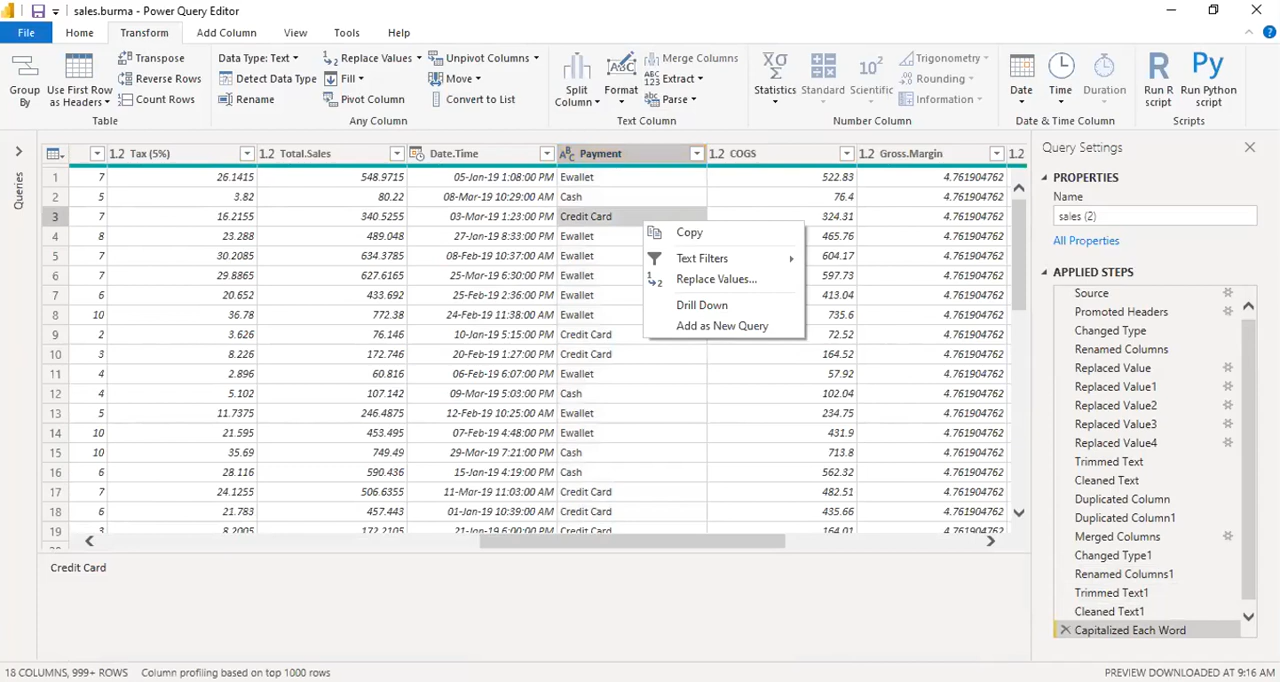 sales.burma - Power Query Editor
File Home Transform Add Column View Tools Help
Group By
Use First Row as Headers
Transpose
Reverse Rows
Count Rows
Table
Data Type: Text
Detect Data Type
Rename
Replace Values
Fill
Pivot Column
Unpivot Columns
Move
Convert to List
Any Column
Split Column
Format
Merge Columns
Extract
Parse
Text Column
Statistics
Standard
Scientific
Trigonometry
Rounding
Information
Number Column
Date
Time
Duration
Date & Time Column
Run R script
Run Python script
Scripts
Queries
1.2 Tax (5%) 1.2 Total.Sales Date.Time Payment 1.2 COGS 1.2 Gross.Margin 1.2
1 7 26.1415 548.9715 05-Jan-19 1:08:00 PM Ewallet 522.83 4.761904762
2 5 3.82 80.22 08-Mar-19 10:29:00 AM Cash 76.4 4.761904762
3 7 16.2155 340.5255 03-Mar-19 1:23:00 PM Credit Card 324.31 4.761904762
4 8 23.288 489.048 27-Jan-19 8:33:00 PM Ewallet 465.76 4.761904762
5 7 30.2085 634.3785 08-Feb-19 10:37:00 AM Ewallet 604.17 4.761904762
6 7 29.8865 627.6165 25-Mar-19 6:30:00 PM Ewallet 597.73 4.761904762
7 6 20.652 433.692 25-Feb-19 2:36:00 PM Ewallet 413.04 4.761904762
8 10 36.78 772.38 24-Feb-19 11:38:00 AM Ewallet 735.6 4.761904762
9 2 3.626 76.146 10-Jan-19 5:15:00 PM Credit Card 72.52 4.761904762
10 3 8.226 172.746 20-Feb-19 1:27:00 PM Credit Card 164.52 4.761904762
11 4 2.896 60.816 06-Feb-19 6:07:00 PM Ewallet 57.92 4.761904762
12 4 5.102 107.142 09-Mar-19 5:03:00 PM Cash 102.04 4.761904762
13 5 11.7375 246.4875 12-Feb-19 10:25:00 AM Ewallet 234.75 4.761904762
14 10 21.595 453.495 07-Feb-19 4:48:00 PM Ewallet 431.9 4.761904762
15 10 35.69 749.49 29-Mar-19 7:21:00 PM Cash 713.8 4.761904762
16 6 28.116 590.436 15-Jan-19 4:19:00 PM Cash 562.32 4.761904762
17 7 24.1255 506.6355 11-Mar-19 11:03:00 AM Credit Card 482.51 4.761904762
18 6 21.783 457.443 01-Jan-19 10:39:00 AM Credit Card 435.66 4.761904762
19 3 8.2005 172.2105 21-Jan-19 6:00:00 PM Credit Card 164.01 4.761904762
Copy
Text Filters
Replace Values...
Drill Down
Add as New Query
Credit Card
Query Settings
PROPERTIES
Name
sales (2)
All Properties
APPLIED STEPS
Source
Promoted Headers
Changed Type
Renamed Columns
Replaced Value
Replaced Value1
Replaced Value2
Replaced Value3
Replaced Value4
Trimmed Text
Cleaned Text
Duplicated Column
Duplicated Column1
Merged Columns
Changed Type1
Renamed Columns1
Trimmed Text1
Cleaned Text1
Capitalized Each Word
18 COLUMNS, 999+ ROWS Column profiling based on top 1000 rows
PREVIEW DOWNLOADED AT 9:16 AM